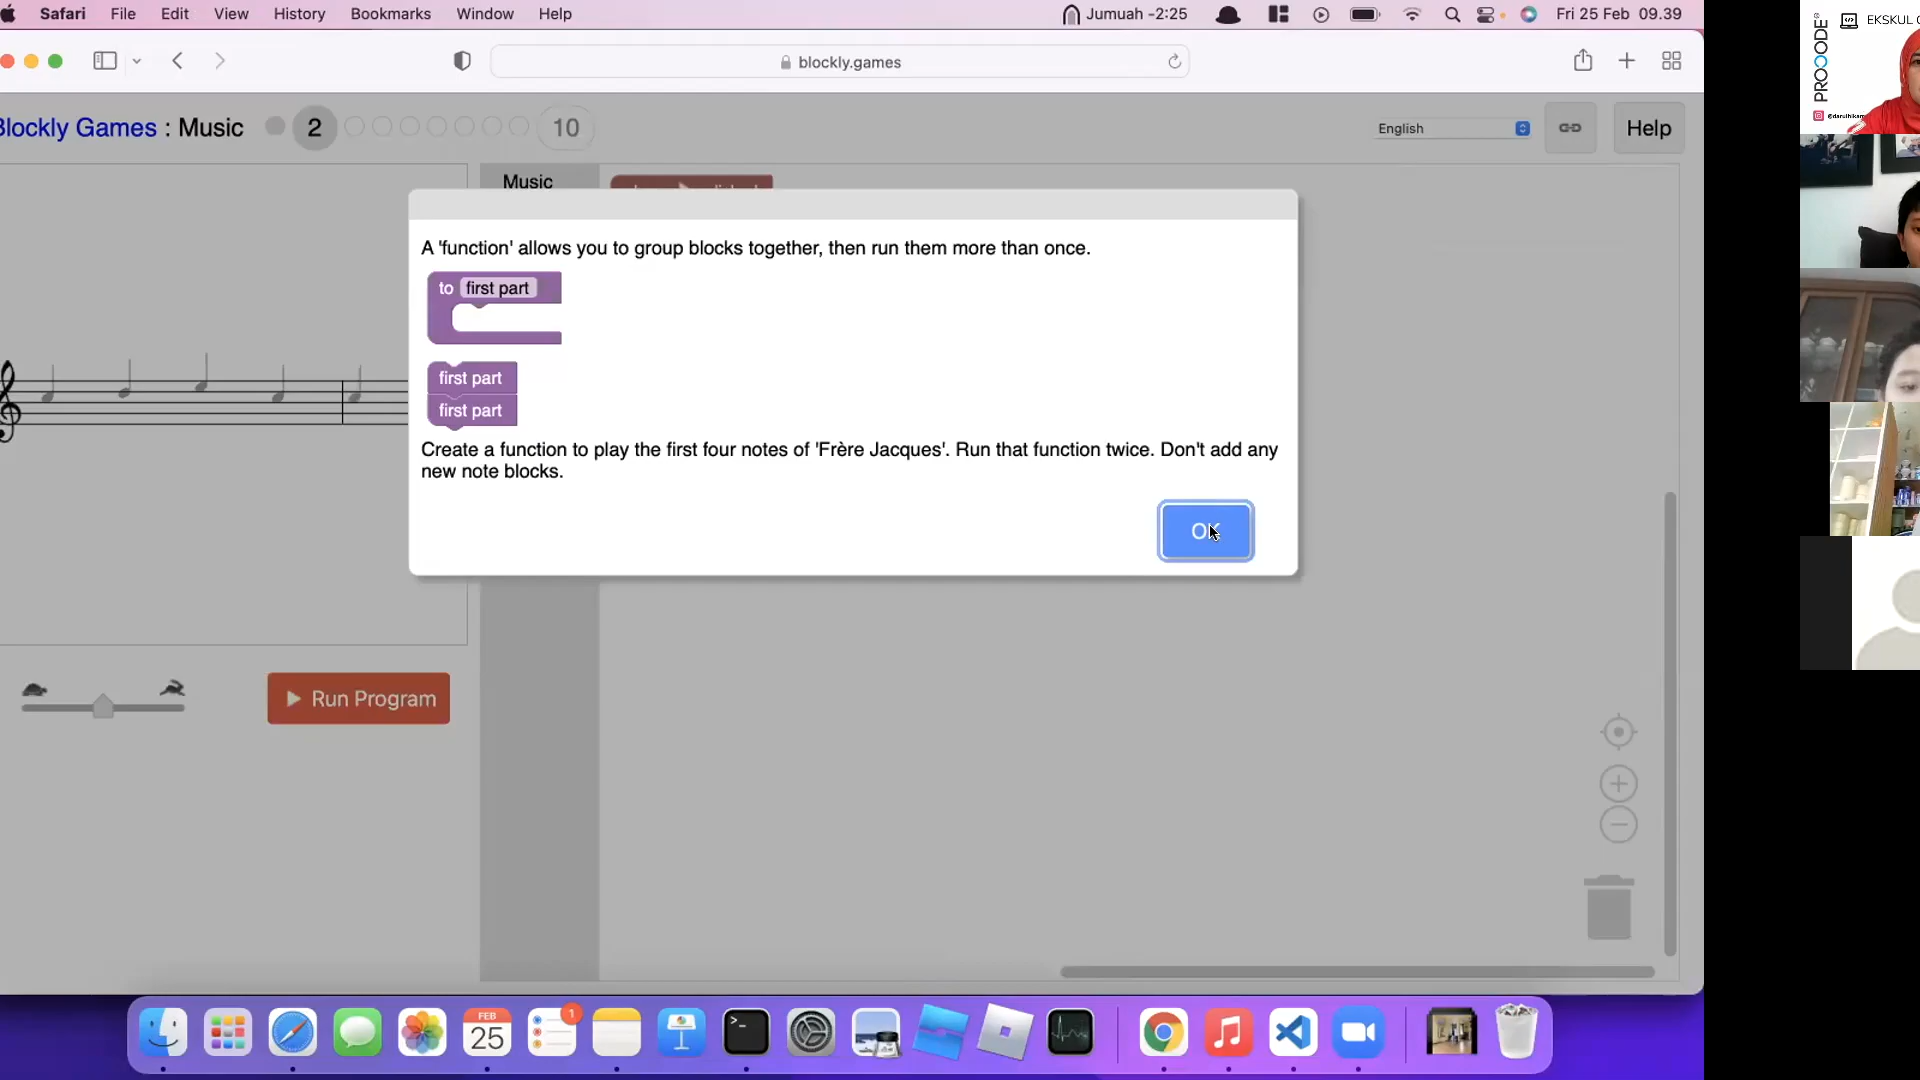 Safari File Edit View History Bookmarks Window Help Jumuah -2:25 Fri 25 Feb 09.39
blockly.games
Blockly Games : Music 2 10 English Help
Music
A 'function' allows you to group blocks together, then run them more than once.
to first part
first part
first part
Create a function to play the first four notes of 'Frère Jacques'. Run that function twice. Don't add any
new note blocks.
OK
Run Program
FEB
25
1
PROCODE
EKSKUL